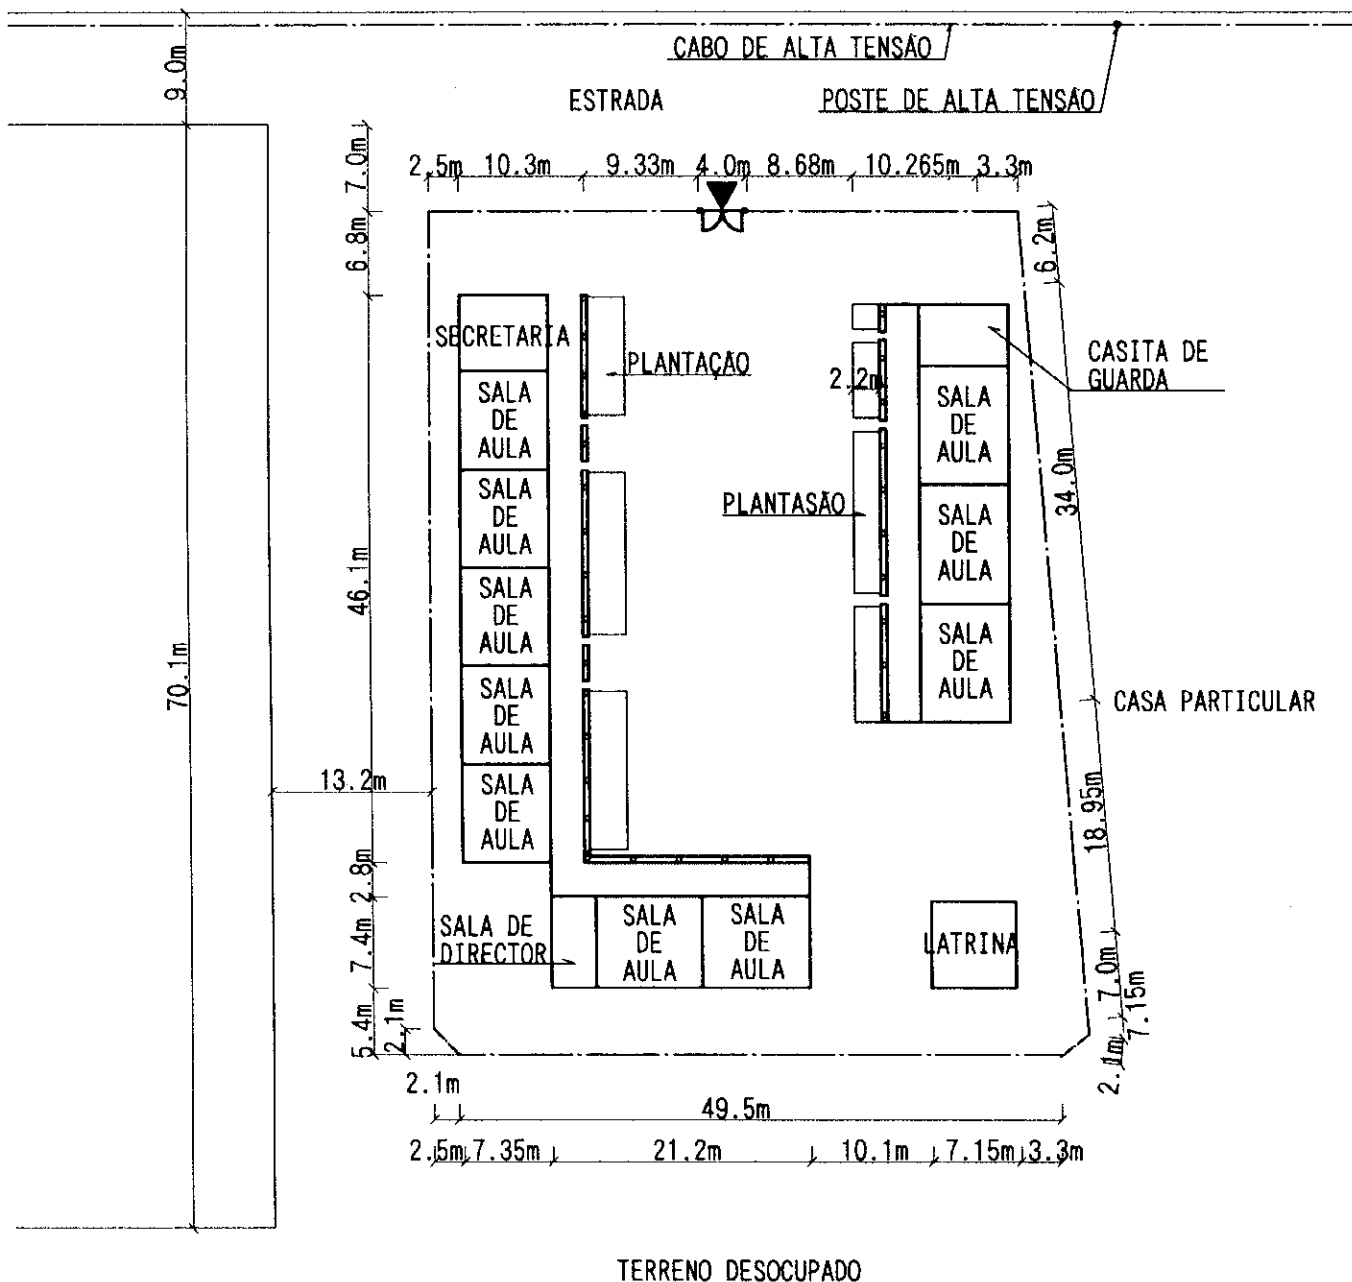 CABO DE ALTA TENSÃO
9.0m
ESTRADA
POSTE DE ALTA TENSÃO
7.0m
2.5m
10.3m
9.33m
4.0m
8.68m
10.265m
3.3m
6.8m
6.2m
SECRETARIA
PLANTAÇÃO
CASITA DE
GUARDA
2.2m
SALA
DE
AULA
SALA
DE
AULA
SALA
DE
AULA
PLANTASÃO
34.0m
SALA
DE
AULA
46.1m
SALA
DE
AULA
SALA
DE
AULA
70.1m
SALA
DE
AULA
CASA PARTICULAR
13.2m
SALA
DE
AULA
18.95m
2.8m
7.4m
SALA DE
DIRECTOR
SALA
DE
AULA
SALA
DE
AULA
LATRINA
7.0m
7.15m
5.4m
2.1m
2.1m
2.1m
49.5m
2.5m
7.35m
21.2m
10.1m
7.15m
3.3m
TERRENO DESOCUPADO